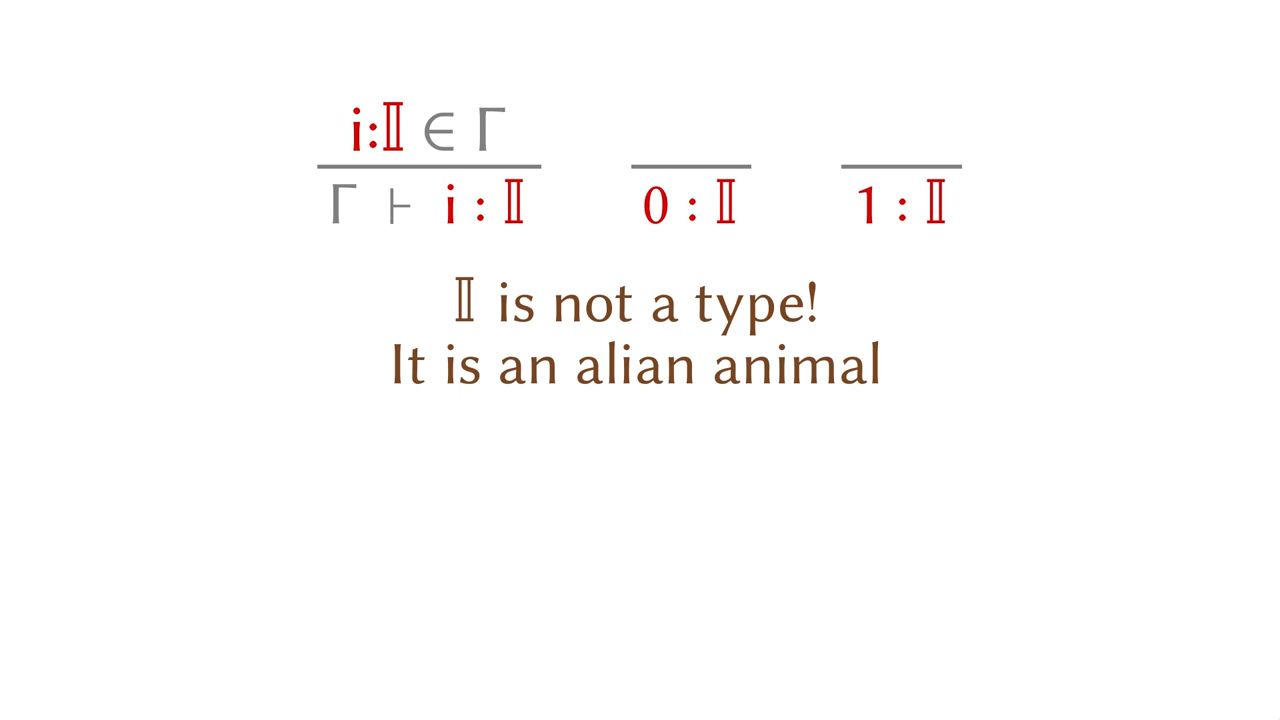 i:𝕀 ∈ Γ
Γ ⊢ i : 𝕀 0 : 𝕀 1 : 𝕀
𝕀 is not a type!
It is an alian animal